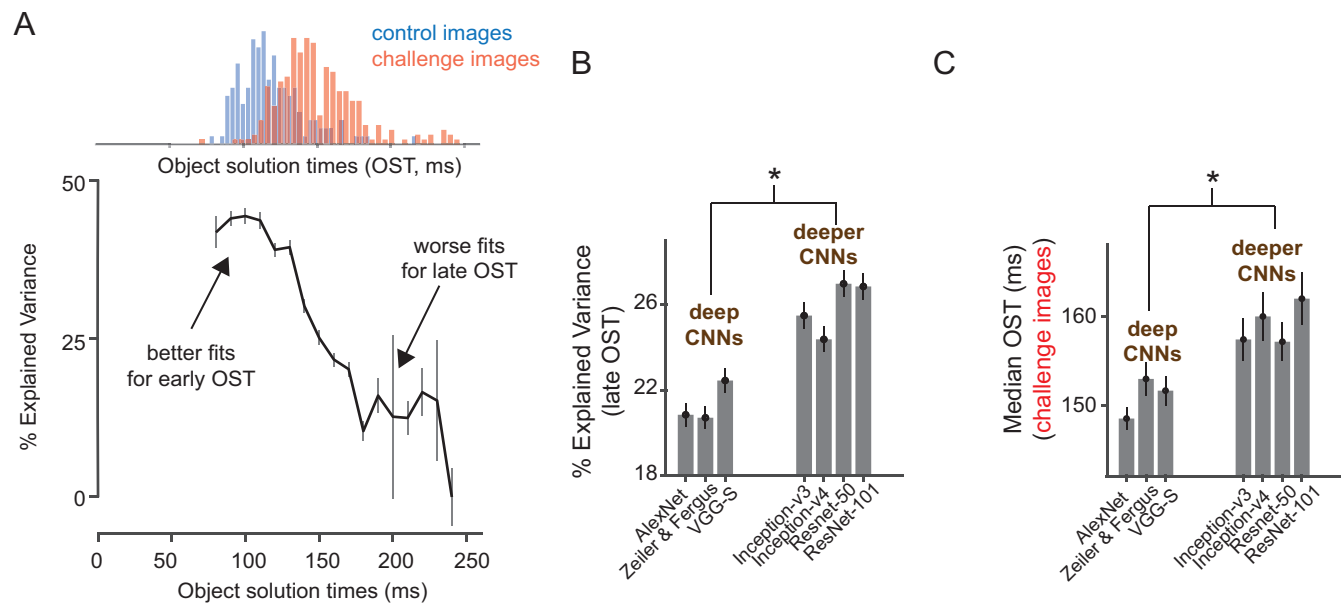 A
control images
challenge images
Object solution times (OST, ms)
50
25
0
% Explained Variance
better fits
for early OST
worse fits
for late OST
0
50
100
150
200
250
Object solution times (ms)
B
*
deep
CNNs
deeper
CNNs
26
22
18
% Explained Variance
(late OST)
AlexNet
Zeiler & Fergus
VGG-S
Inception-v3
Inception-v4
Resnet-50
ResNet-101
C
*
deep
CNNs
deeper
CNNs
160
150
Median OST (ms)
(challenge images)
AlexNet
Zeiler & Fergus
VGG-S
Inception-v3
Inception-v4
Resnet-50
ResNet-101